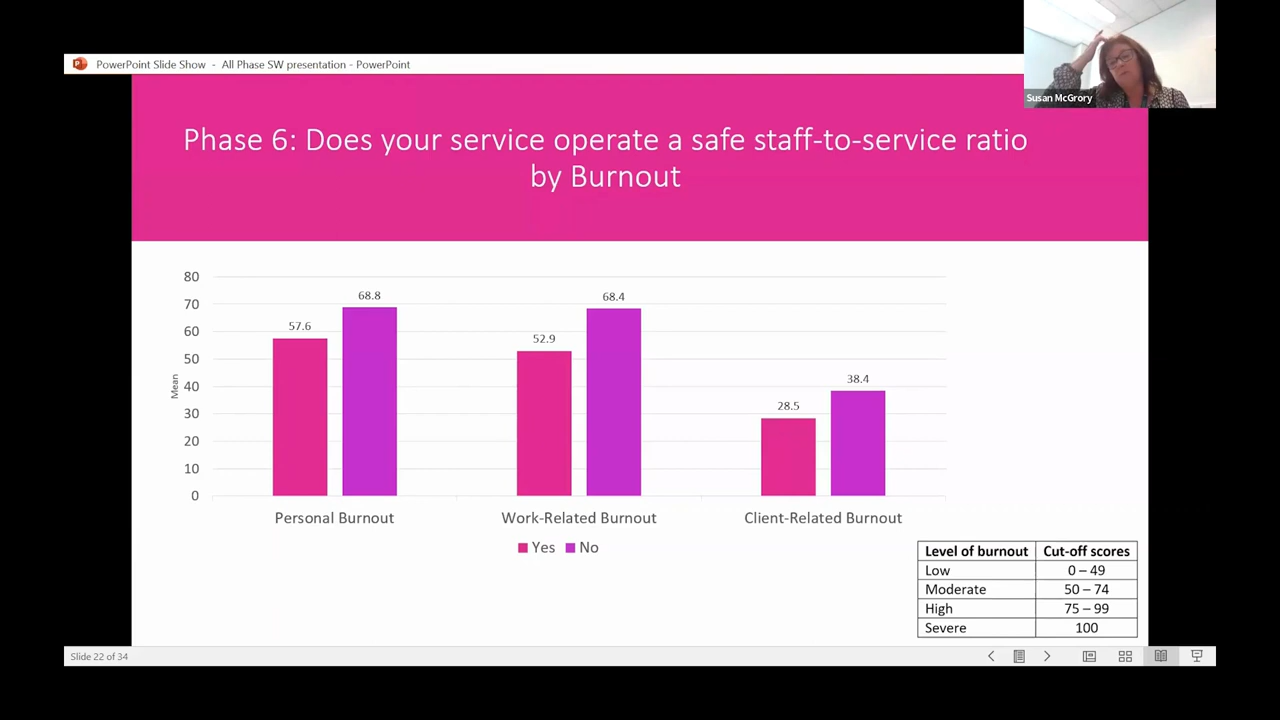 PowerPoint Slide Show - All Phase SW presentation - PowerPoint
Susan McGrory
Phase 6: Does your service operate a safe staff-to-service ratio
by Burnout
80
70
60
50
40
30
20
10
0
Mean
57.6
68.8
52.9
68.4
28.5
38.4
Personal Burnout
Work-Related Burnout
Client-Related Burnout
Yes No
Level of burnout Cut-off scores
Low 0 – 49
Moderate 50 – 74
High 75 – 99
Severe 100
Slide 22 of 34